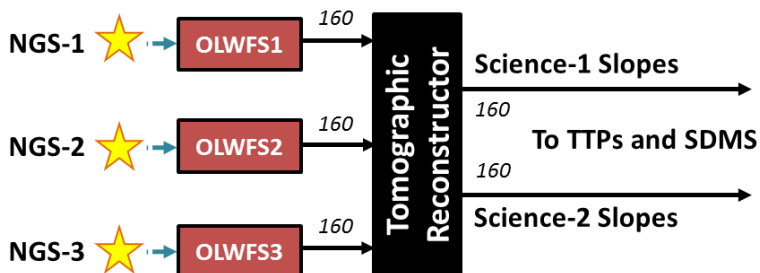 NGS-1
OLWFS1
160
NGS-2
OLWFS2
160
NGS-3
OLWFS3
160
Tomographic
Reconstructor
Science-1 Slopes
160
To TTPs and SDMS
160
Science-2 Slopes